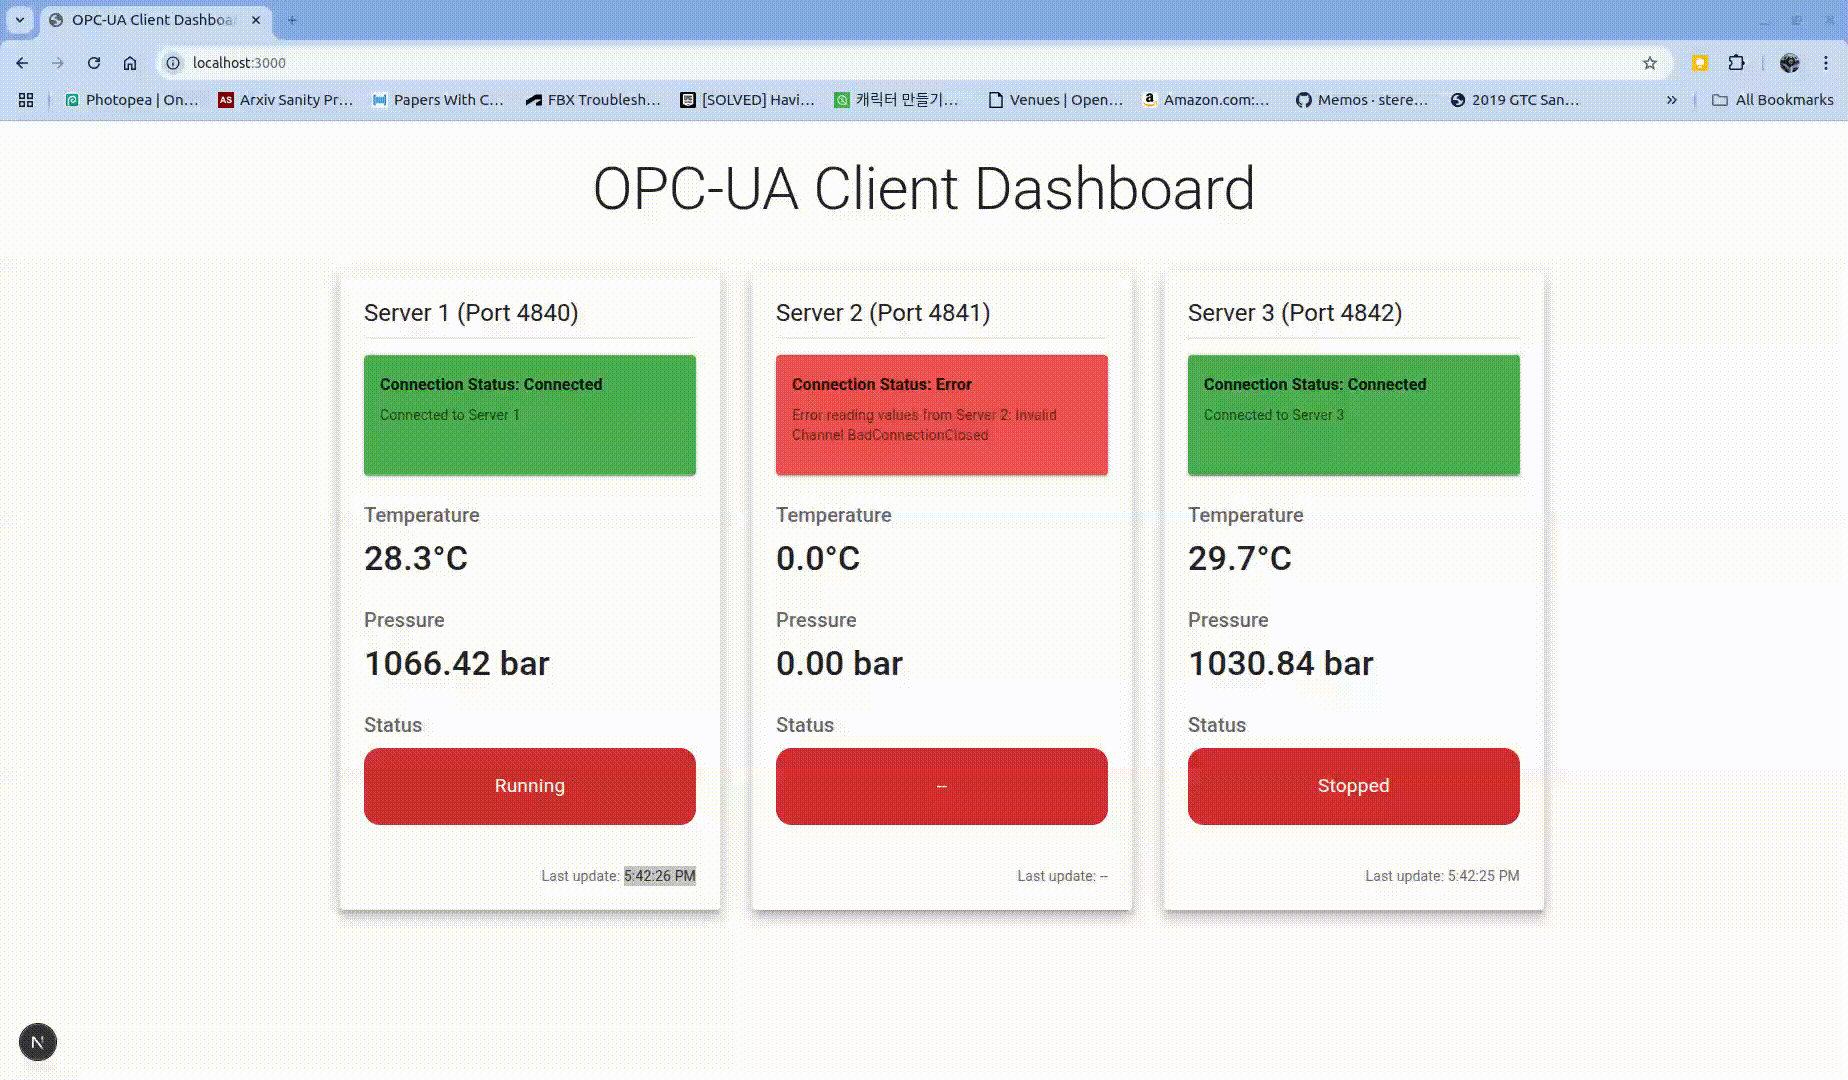 OPC-UA Client Dashboa
localhost:3000
Photopea | On...
Arxiv Sanity Pr...
Papers With C...
FBX Troublesh...
[SOLVED] Havi...
캐릭터 만들기...
Venues | Open...
Amazon.com:...
Memos · stere...
2019 GTC San...
All Bookmarks
OPC-UA Client Dashboard
Server 1 (Port 4840)
Connection Status: Connected
Connected to Server 1
Temperature
28.3°C
Pressure
1066.42 bar
Status
Running
Last update: 5:42:26 PM
Server 2 (Port 4841)
Connection Status: Error
Error reading values from Server 2: Invalid
Channel BadConnectionClosed
Temperature
0.0°C
Pressure
0.00 bar
Status
--
Last update: --
Server 3 (Port 4842)
Connection Status: Connected
Connected to Server 3
Temperature
29.7°C
Pressure
1030.84 bar
Status
Stopped
Last update: 5:42:25 PM
N